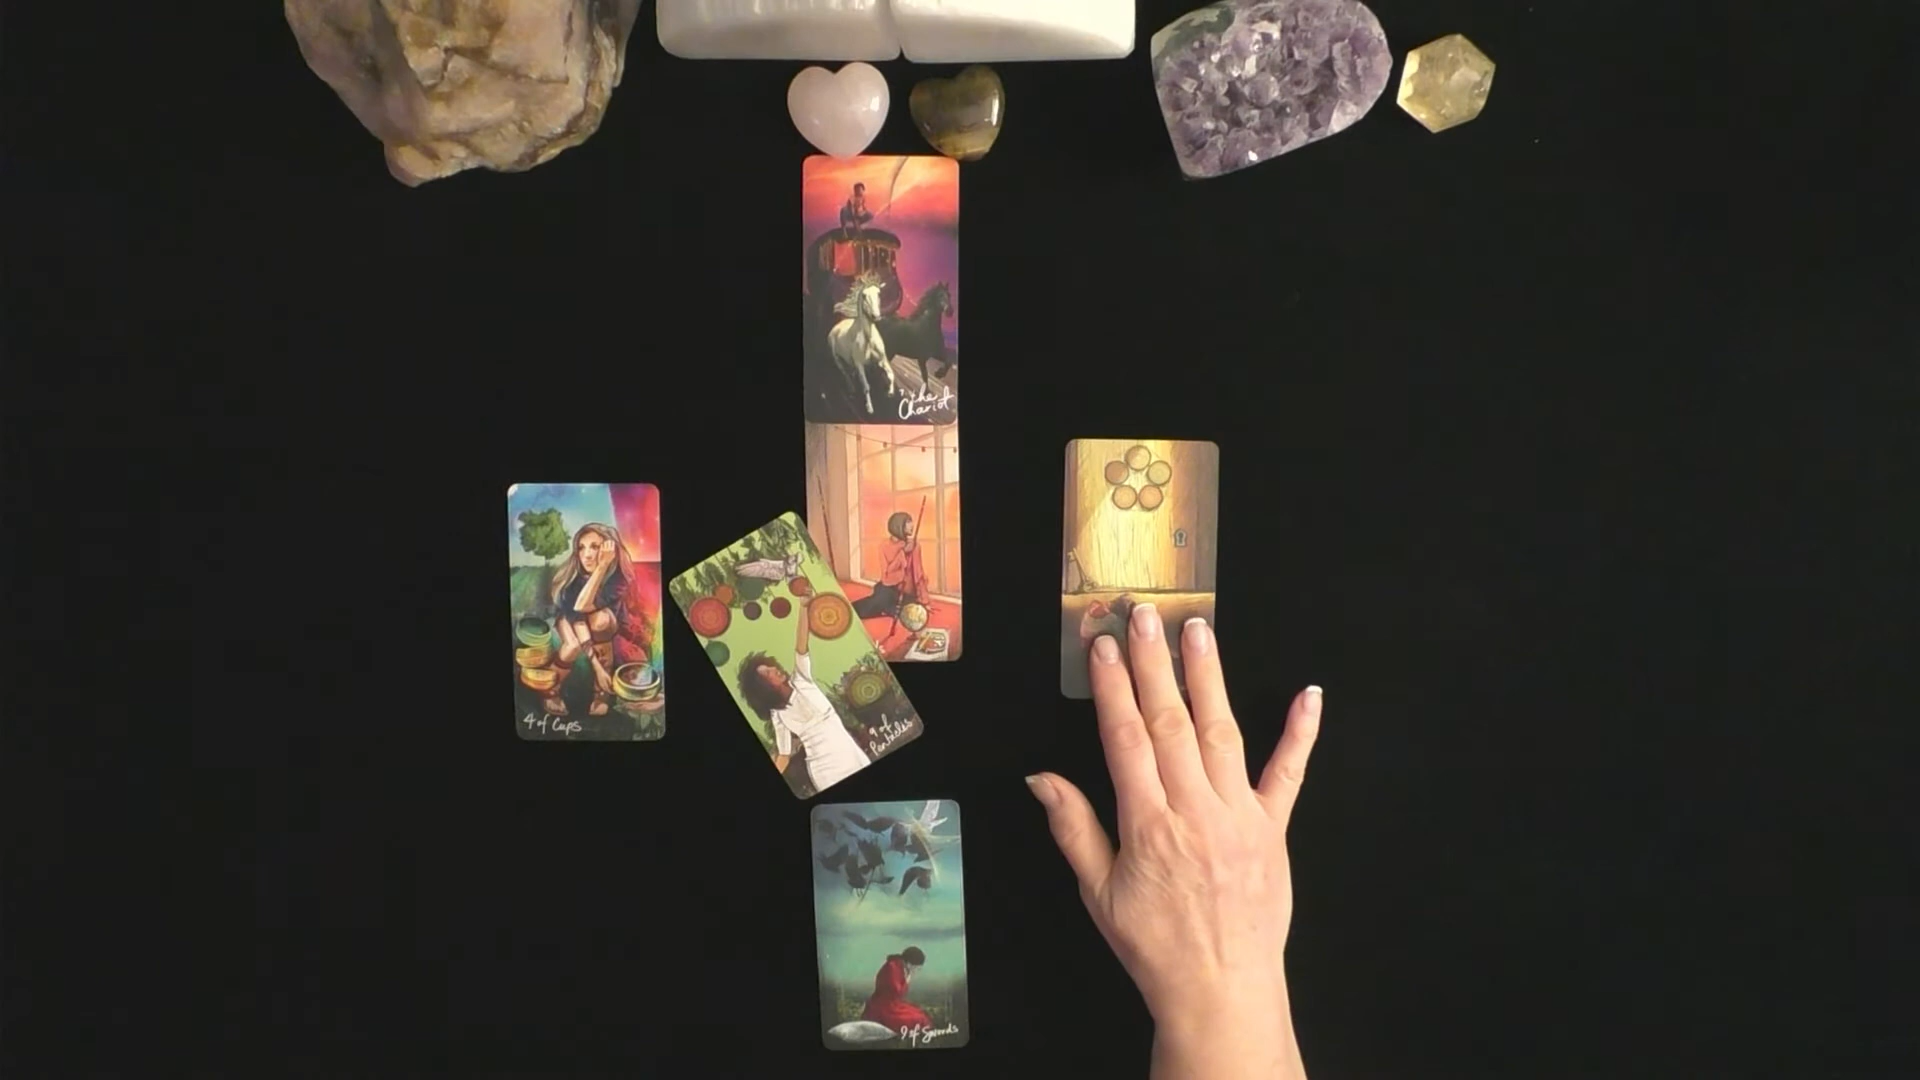 the
Chariot
4 of Cups
9 of
Pentacles
9 of Swords